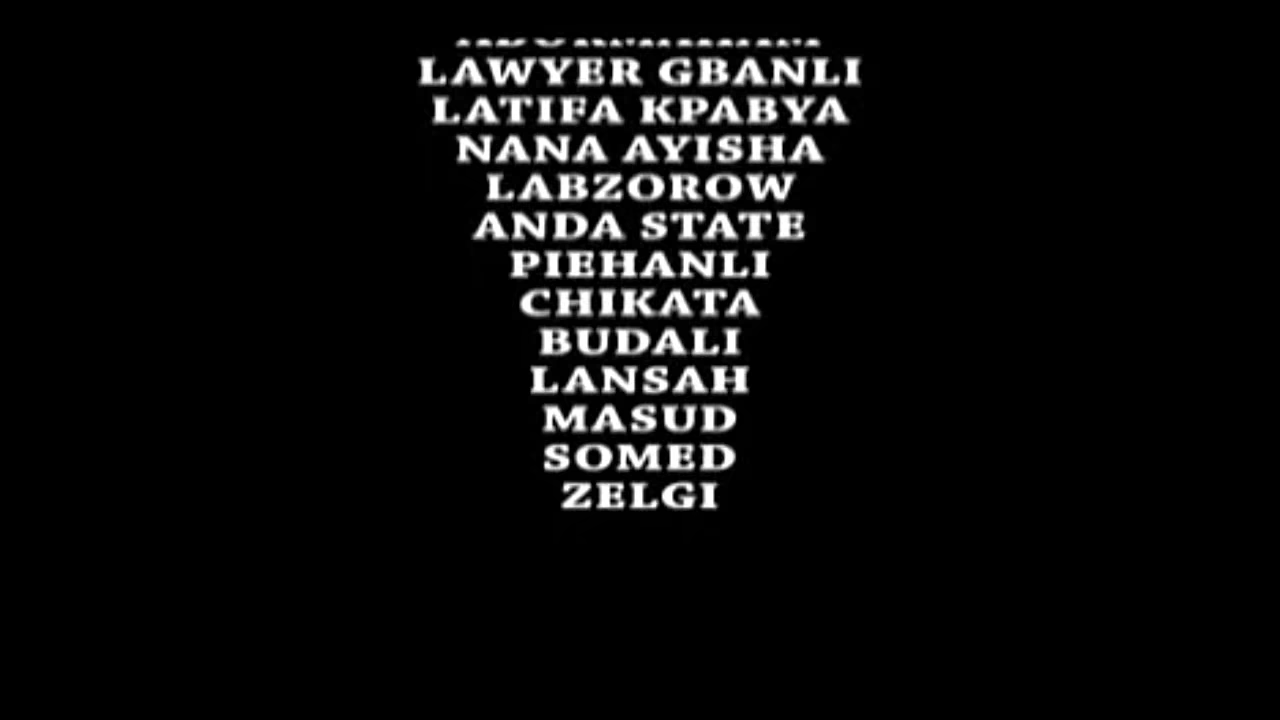 LAWYER GBANLI
LATIFA KPABYA
NANA AYISHA
LABZOROW
ANDA STATE
PIEHANLI
CHIKATA
BUDALI
LANSAH
MASUD
SOMED
ZELGI